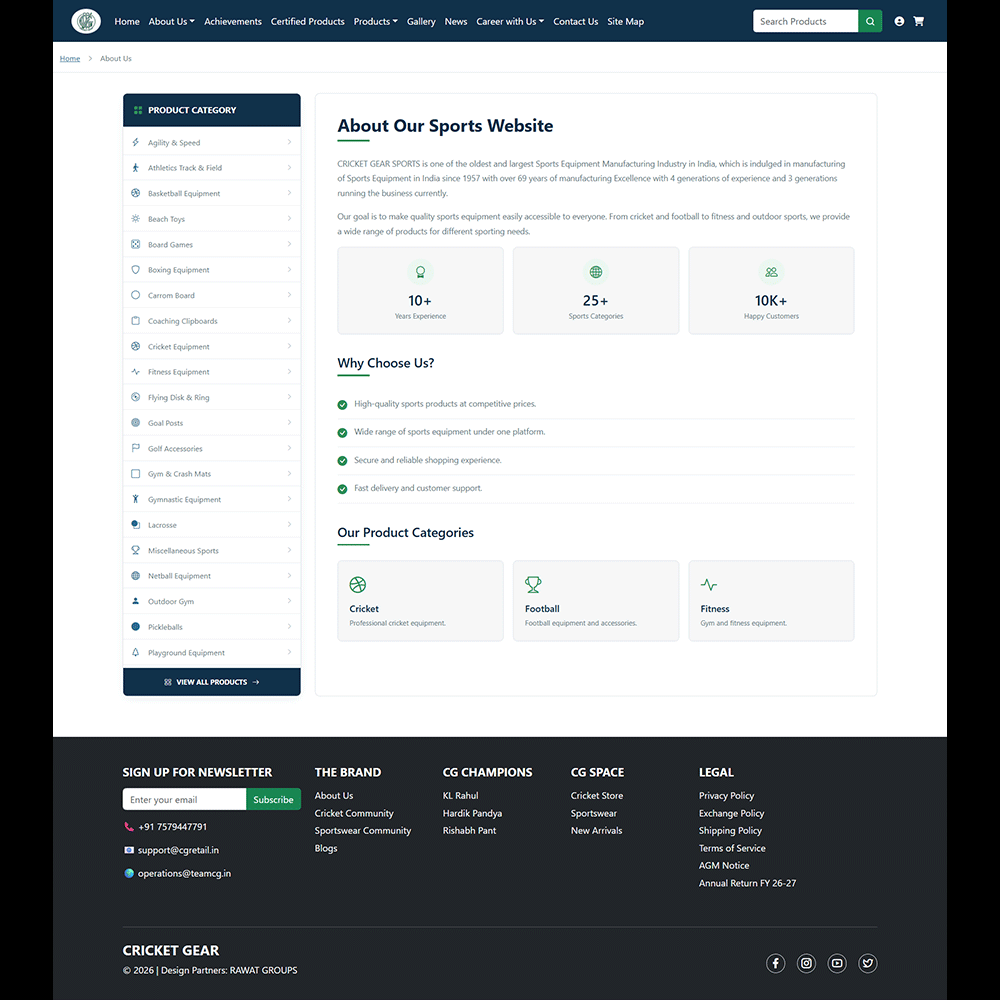 CG
Home About Us Achievements Certified Products Products Gallery News Career with Us Contact Us Site Map
Search Products
Home > About Us
PRODUCT CATEGORY
Agility & Speed
Athletics Track & Field
Basketball Equipment
Beach Toys
Board Games
Boxing Equipment
Carrom Board
Coaching Clipboards
Cricket Equipment
Fitness Equipment
Flying Disk & Ring
Goal Posts
Golf Accessories
Gym & Crash Mats
Gymnastic Equipment
Lacrosse
Miscellaneous Sports
Netball Equipment
Outdoor Gym
Pickleballs
Playground Equipment
VIEW ALL PRODUCTS →
About Our Sports Website
CRICKET GEAR SPORTS is one of the oldest and largest Sports Equipment Manufacturing Industry in India, which is indulged in manufacturing
of Sports Equipment in India since 1957 with over 69 years of manufacturing Excellence with 4 generations of experience and 3 generations
running the business currently.
Our goal is to make quality sports equipment easily accessible to everyone. From cricket and football to fitness and outdoor sports, we provide
a wide range of products for different sporting needs.
10+
Years Experience
25+
Sports Categories
10K+
Happy Customers
Why Choose Us?
High-quality sports products at competitive prices.
Wide range of sports equipment under one platform.
Secure and reliable shopping experience.
Fast delivery and customer support.
Our Product Categories
Cricket
Professional cricket equipment.
Football
Football equipment and accessories.
Fitness
Gym and fitness equipment.
SIGN UP FOR NEWSLETTER
Enter your email Subscribe
+91 7579447791
support@cgretail.in
operations@teamcg.in
THE BRAND
About Us
Cricket Community
Sportswear Community
Blogs
CG CHAMPIONS
KL Rahul
Hardik Pandya
Rishabh Pant
CG SPACE
Cricket Store
Sportswear
New Arrivals
LEGAL
Privacy Policy
Exchange Policy
Shipping Policy
Terms of Service
AGM Notice
Annual Return FY 26-27
CRICKET GEAR
© 2026 | Design Partners: RAWAT GROUPS